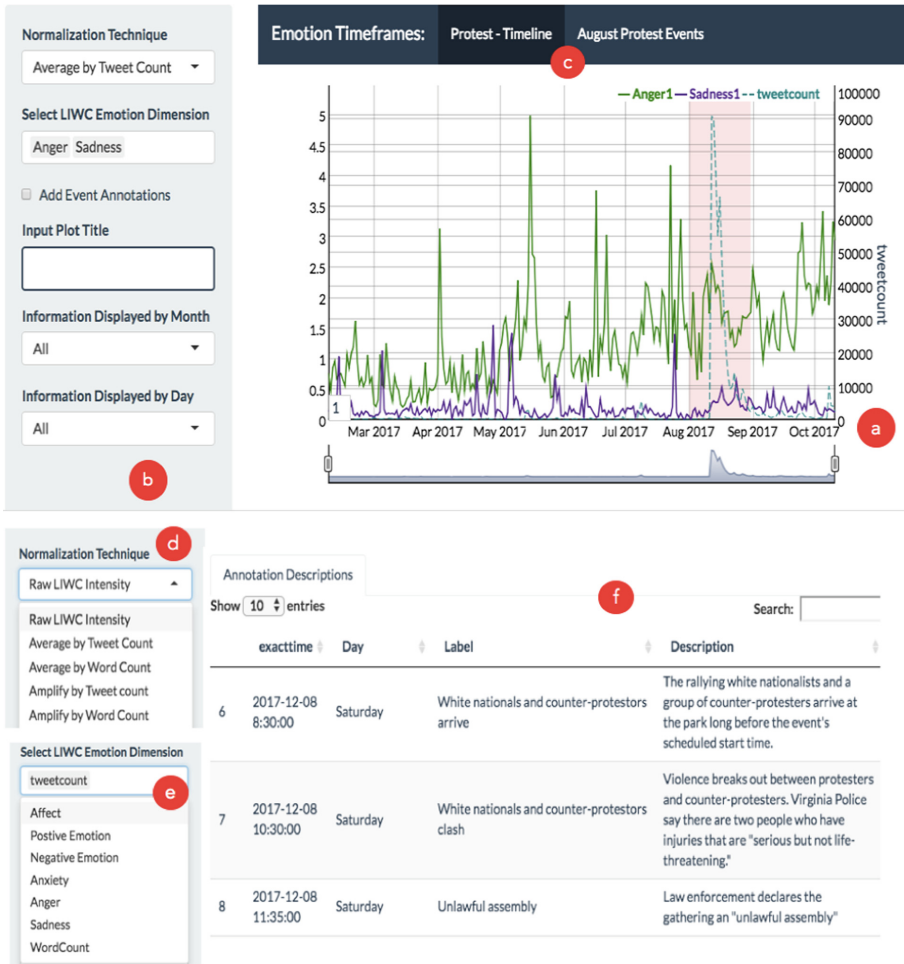 Normalization Technique
Average by Tweet Count
Select LIWC Emotion Dimension
Anger Sadness
Add Event Annotations
Input Plot Title
Information Displayed by Month
All
Information Displayed by Day
All
b
Emotion Timeframes: Protest - Timeline August Protest Events
c
Anger1 Sadness1 tweetcount
5
4.5
4
3.5
3
2.5
2
1.5
1
0.5
0
1
100000
90000
80000
70000
60000
50000
40000
30000
20000
10000
0
tweetcount
Mar 2017 Apr 2017 May 2017 Jun 2017 Jul 2017 Aug 2017 Sep 2017 Oct 2017
a
d
Normalization Technique
Raw LIWC Intensity
Raw LIWC Intensity
Average by Tweet Count
Average by Word Count
Amplify by Tweet count
Amplify by Word Count
Select LIWC Emotion Dimension
tweetcount
e
Affect
Postive Emotion
Negative Emotion
Anxiety
Anger
Sadness
WordCount
Annotation Descriptions
f
Show 10 entries
Search:
exacttime Day Label Description
6
2017-12-08
8:30:00
Saturday
White nationals and counter-protestors
arrive
The rallying white nationalists and a
group of counter-protesters arrive at
the park long before the event's
scheduled start time.
7
2017-12-08
10:30:00
Saturday
White nationals and counter-protestors
clash
Violence breaks out between protesters
and counter-protesters. Virginia Police
say there are two people who have
injuries that are "serious but not life-
threatening."
8
2017-12-08
11:35:00
Saturday
Unlawful assembly
Law enforcement declares the
gathering an "unlawful assembly"